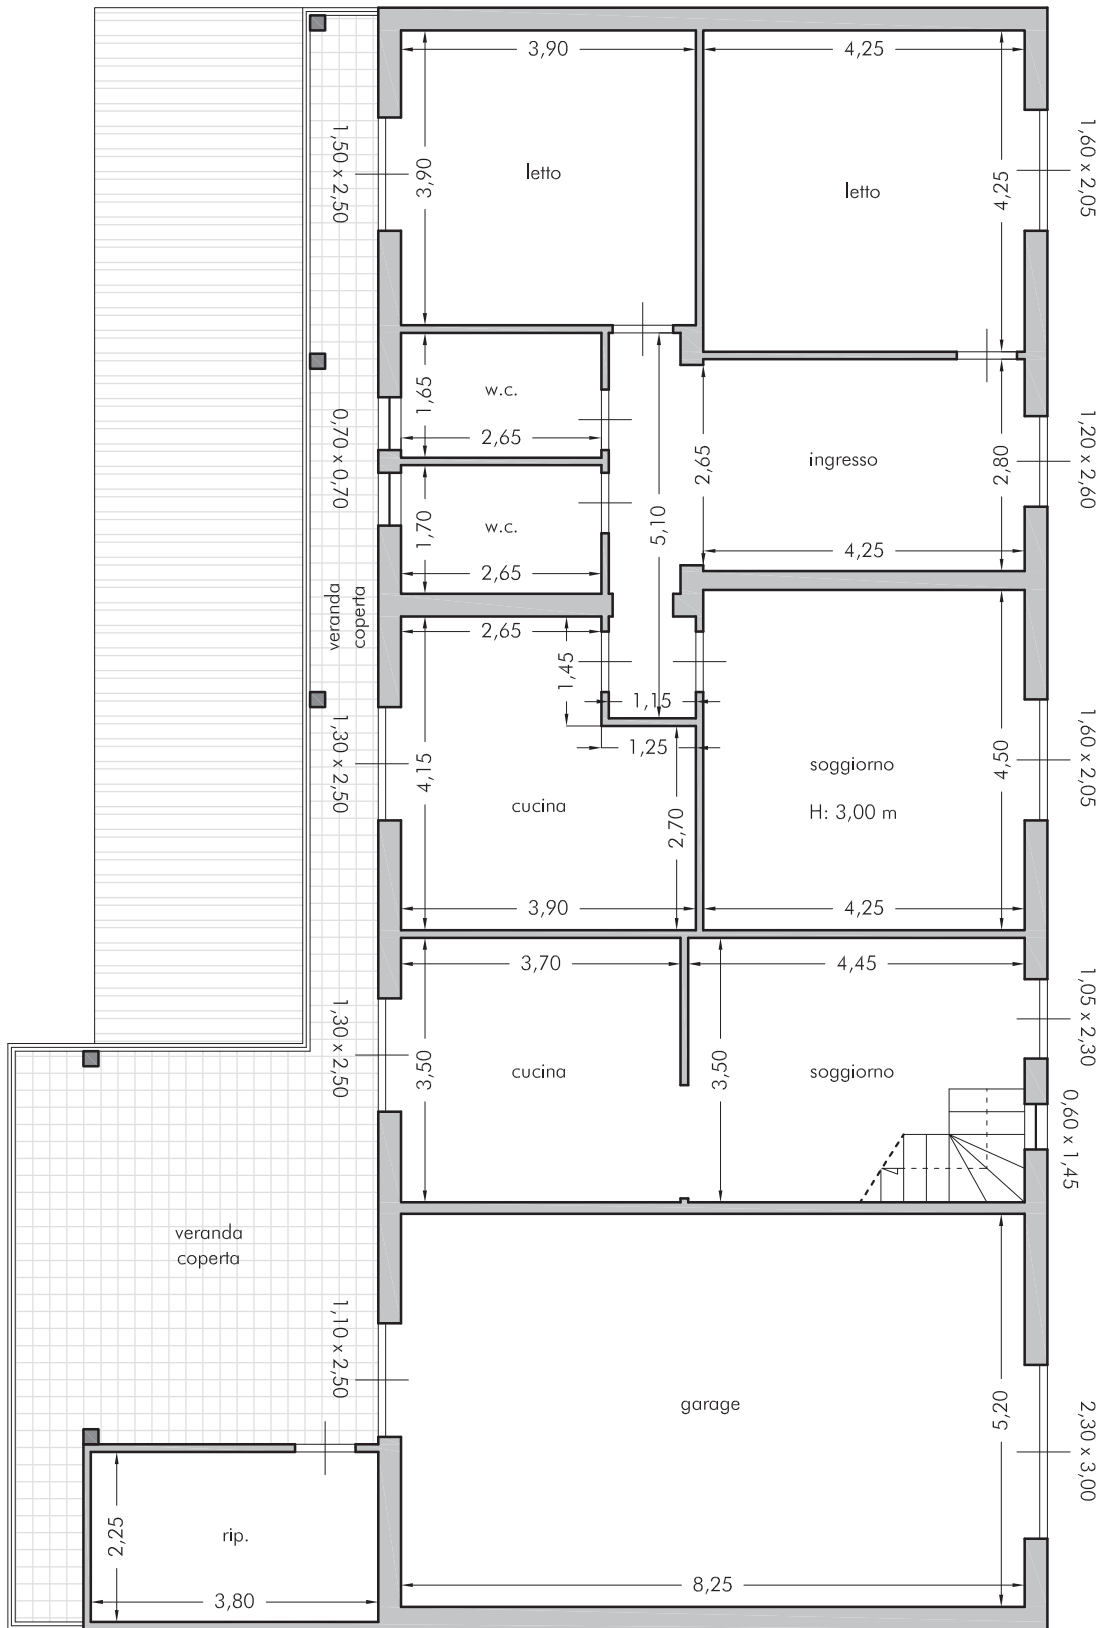 3,90
4,25
1,50 x 2,50
3,90
letto
letto
4,25
1,60 x 2,05
1,65
w.c.
2,65
0,70 x 0,70
2,65
ingresso
2,80
1,20 x 2,60
1,70
w.c.
5,10
4,25
2,65
veranda
coperta
2,65
1,45
1,15
1,25
1,30 x 2,50
4,15
cucina
2,70
soggiorno
H: 3,00 m
4,50
1,60 x 2,05
3,90
4,25
3,70
4,45
1,30 x 2,50
3,50
cucina
3,50
soggiorno
1,05 x 2,30
0,60 x 1,45
veranda
coperta
1,10 x 2,50
garage
5,20
2,30 x 3,00
2,25
rip.
3,80
8,25